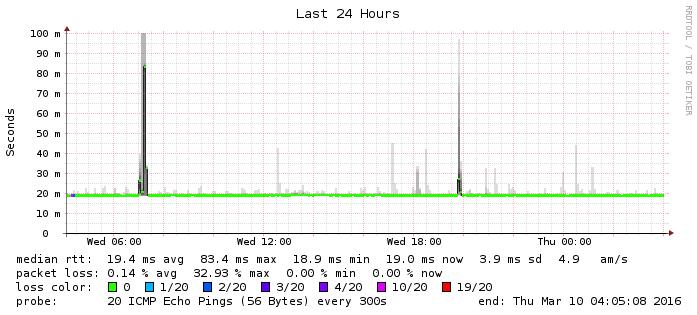 Last 24 Hours
RRDTOOL / TOBI OETIKER
Seconds
100 m
90 m
80 m
70 m
60 m
50 m
40 m
30 m
20 m
10 m
0
Wed 06:00 Wed 12:00 Wed 18:00 Thu 00:00
median rtt: 19.4 ms avg 83.4 ms max 18.9 ms min 19.0 ms now 3.9 ms sd 4.9 am/s
packet loss: 0.14 % avg 32.93 % max 0.00 % min 0.00 % now
loss color: 0 1/20 2/20 3/20 4/20 10/20 19/20
probe: 20 ICMP Echo Pings (56 Bytes) every 300s end: Thu Mar 10 04:05:08 2016